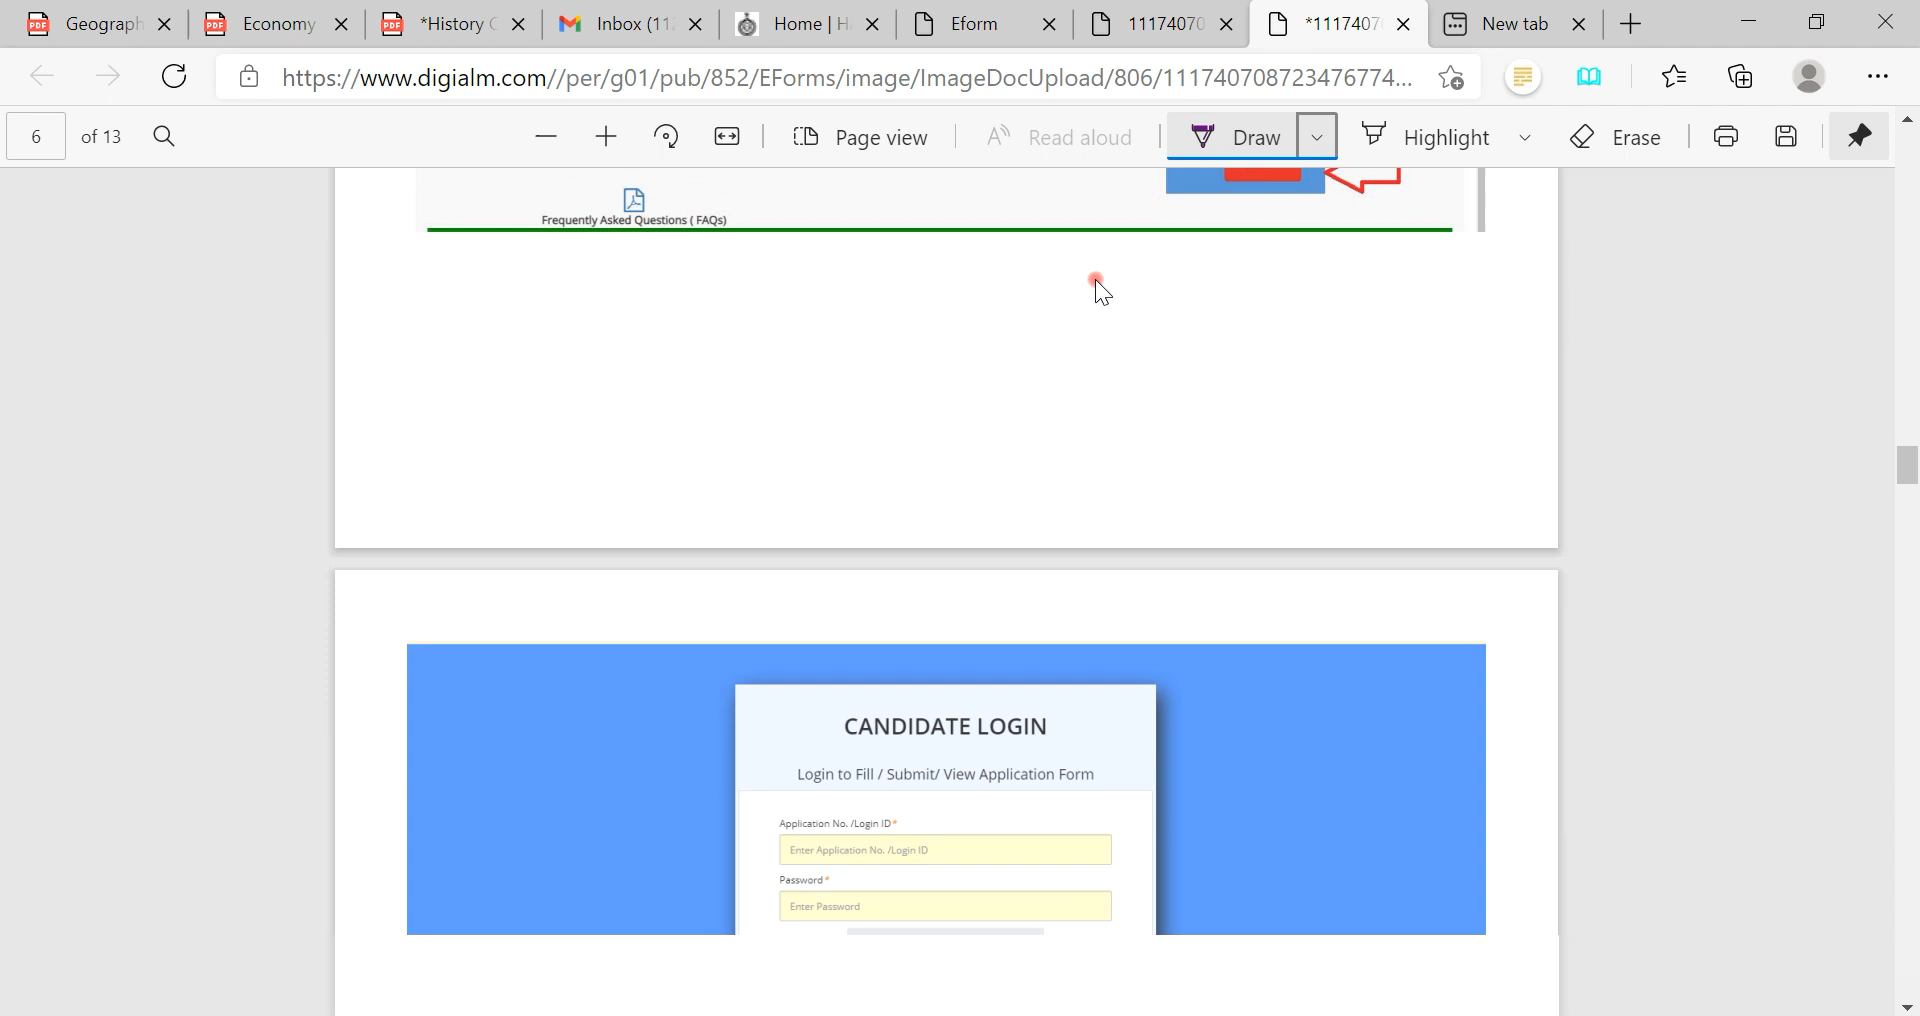 Geograph
Economy
*History C
Inbox (11
Home | H
Eform
11174070
*1117407
New tab
https://www.digialm.com//per/g01/pub/852/EForms/image/ImageDocUpload/806/111740708723476774...
6 of 13
Page view
Read aloud
Draw
Highlight
Erase
Frequently Asked Questions ( FAQs)
CANDIDATE LOGIN
Login to Fill / Submit/ View Application Form
Application No. /Login ID*
Enter Application No. /Login ID
Password*
Enter Password